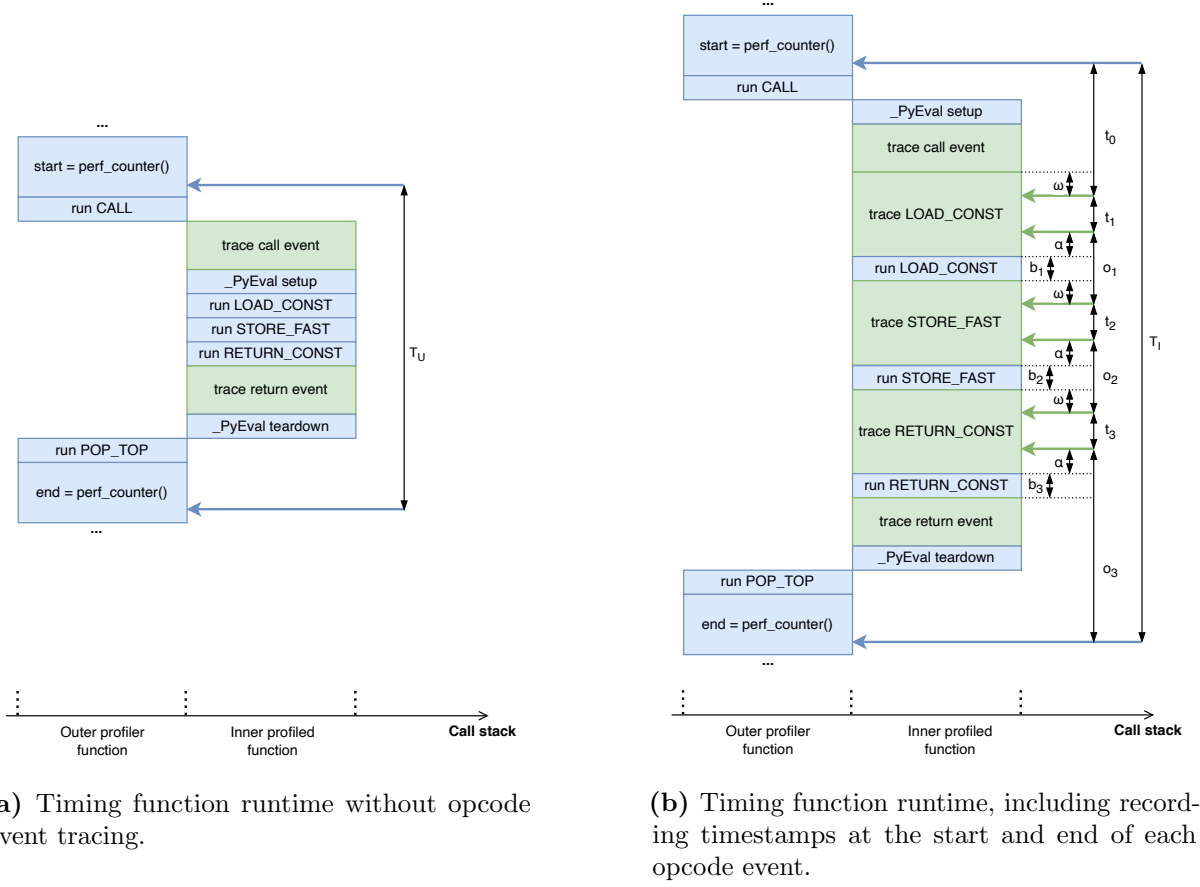 ...
start = perf_counter()
run CALL
trace call event
_PyEval setup
run LOAD_CONST
run STORE_FAST
run RETURN_CONST
trace return event
_PyEval teardown
run POP_TOP
end = perf_counter()
...
T_U
Outer profiler
function
Inner profiled
function
Call stack
a) Timing function runtime without opcode
vent tracing.
...
start = perf_counter()
run CALL
_PyEval setup
trace call event
t_0
ω
trace LOAD_CONST
t_1
α
run LOAD_CONST
b_1
o_1
ω
trace STORE_FAST
t_2
T_I
α
run STORE_FAST
b_2
o_2
ω
trace RETURN_CONST
t_3
α
run RETURN_CONST
b_3
trace return event
_PyEval teardown
o_3
run POP_TOP
end = perf_counter()
...
Outer profiler
function
Inner profiled
function
Call stack
(b) Timing function runtime, including record-
ing timestamps at the start and end of each
opcode event.